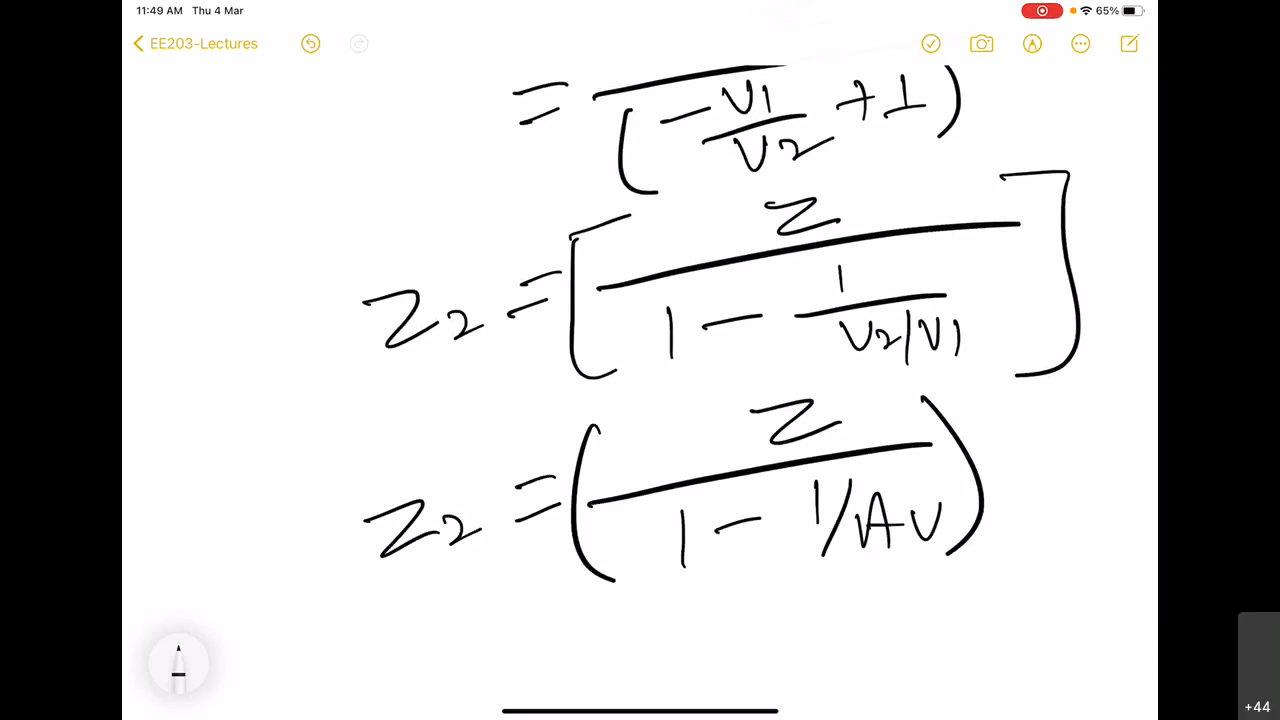 11:49 AM Thu 4 Mar
65%
EE203-Lectures
= 
(-V1/V2 + 1)
Z2 = [Z / (1 - 1/(V2/V1))]
Z2 = (Z / (1 - 1/AV))
+44